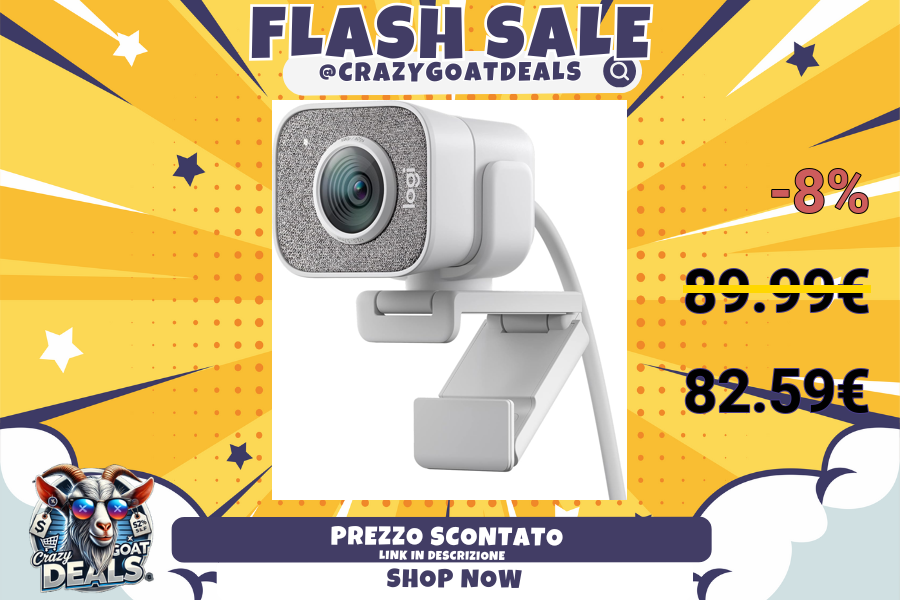 FLASH SALE
@CRAZYGOATDEALS
logi
-8%
89.99€
82.59€
PREZZO SCONTATO
LINK IN DESCRIZIONE
SHOP NOW
$
52%
Crazy
GOAT
DEALS